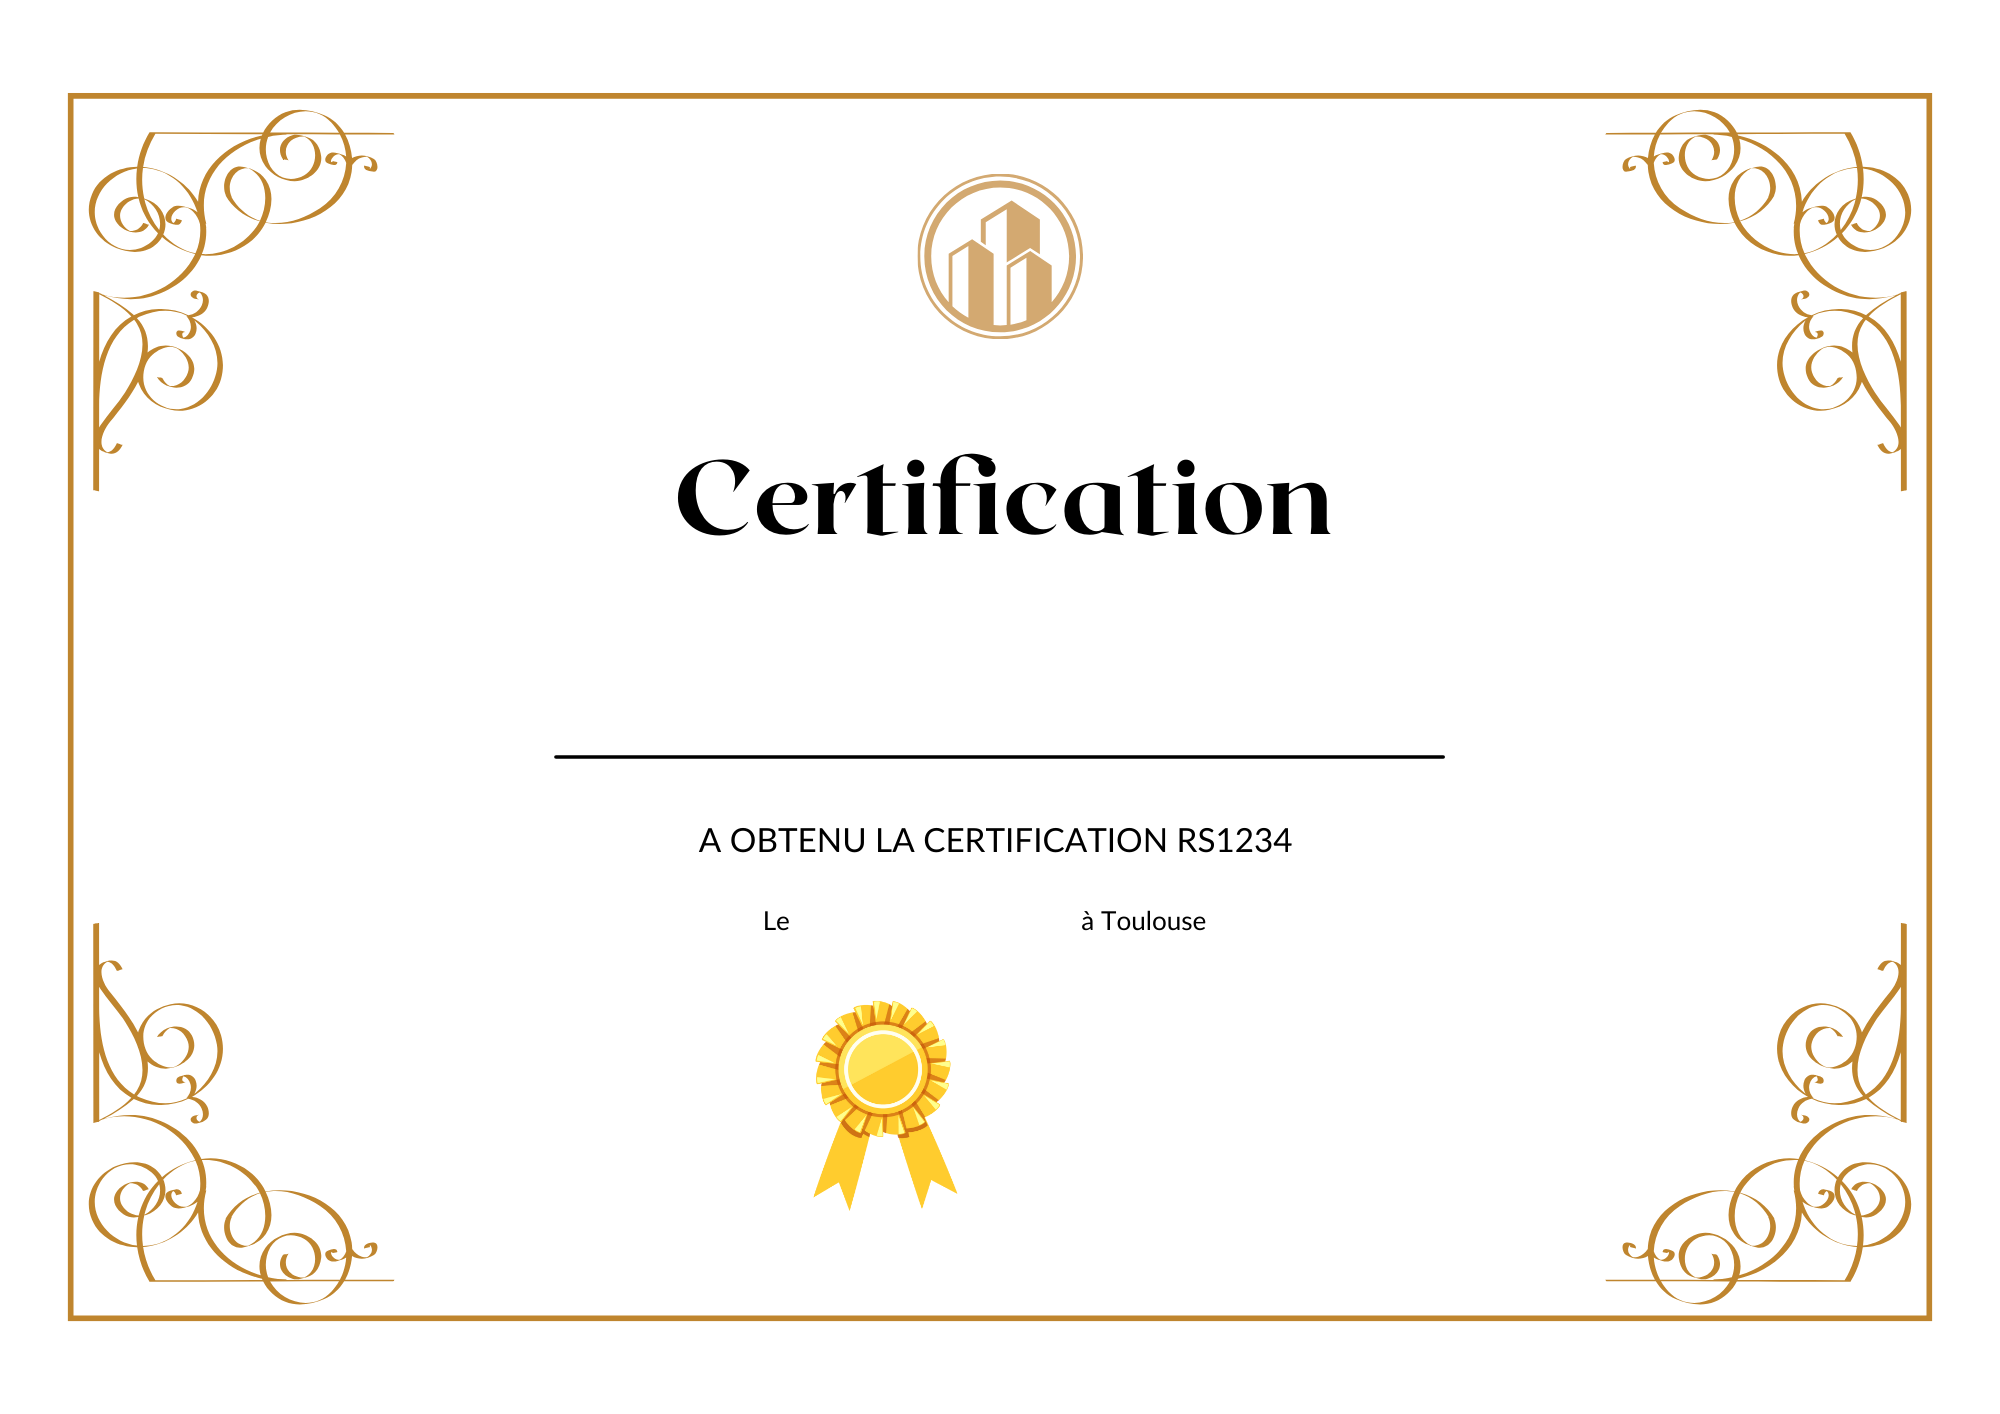 Certification
A OBTENU LA CERTIFICATION RS1234
Le à Toulouse